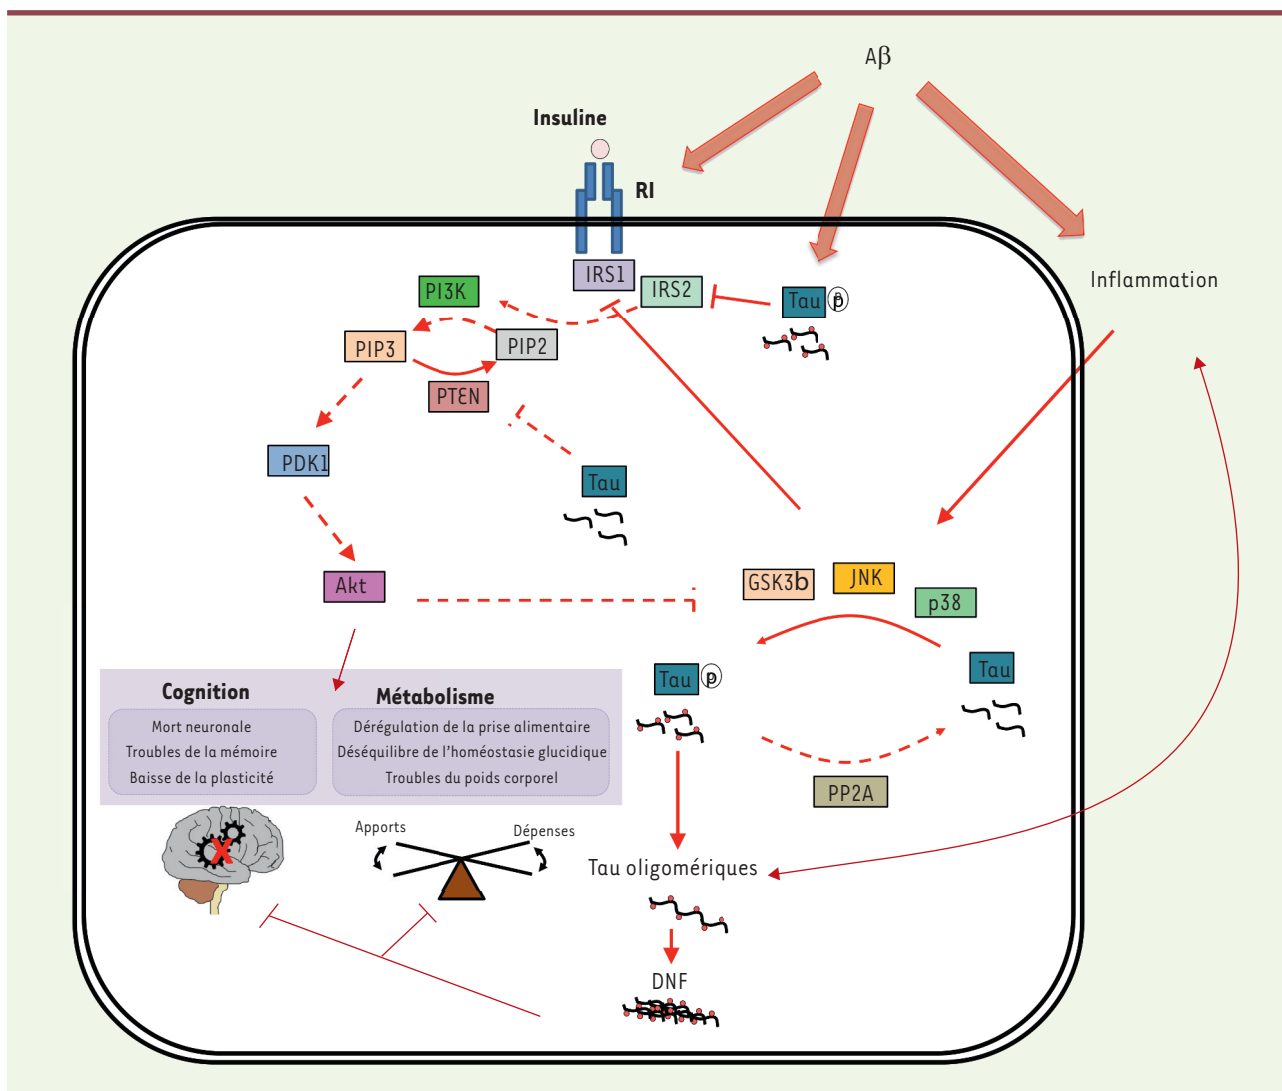 Aβ
Insuline
RI
IRS1
IRS2
PI3K
Tau
p
Inflammation
PIP3
PIP2
PTEN
PDK1
Tau
Akt
GSK3b
JNK
p38
Tau
p
Tau
Cognition
Mort neuronale
Troubles de la mémoire
Baisse de la plasticité
Métabolisme
Dérégulation de la prise alimentaire
Déséquilibre de l'homéostasie glucidique
Troubles du poids corporel
PP2A
Apports
Dépenses
X
Tau oligomériques
DNF